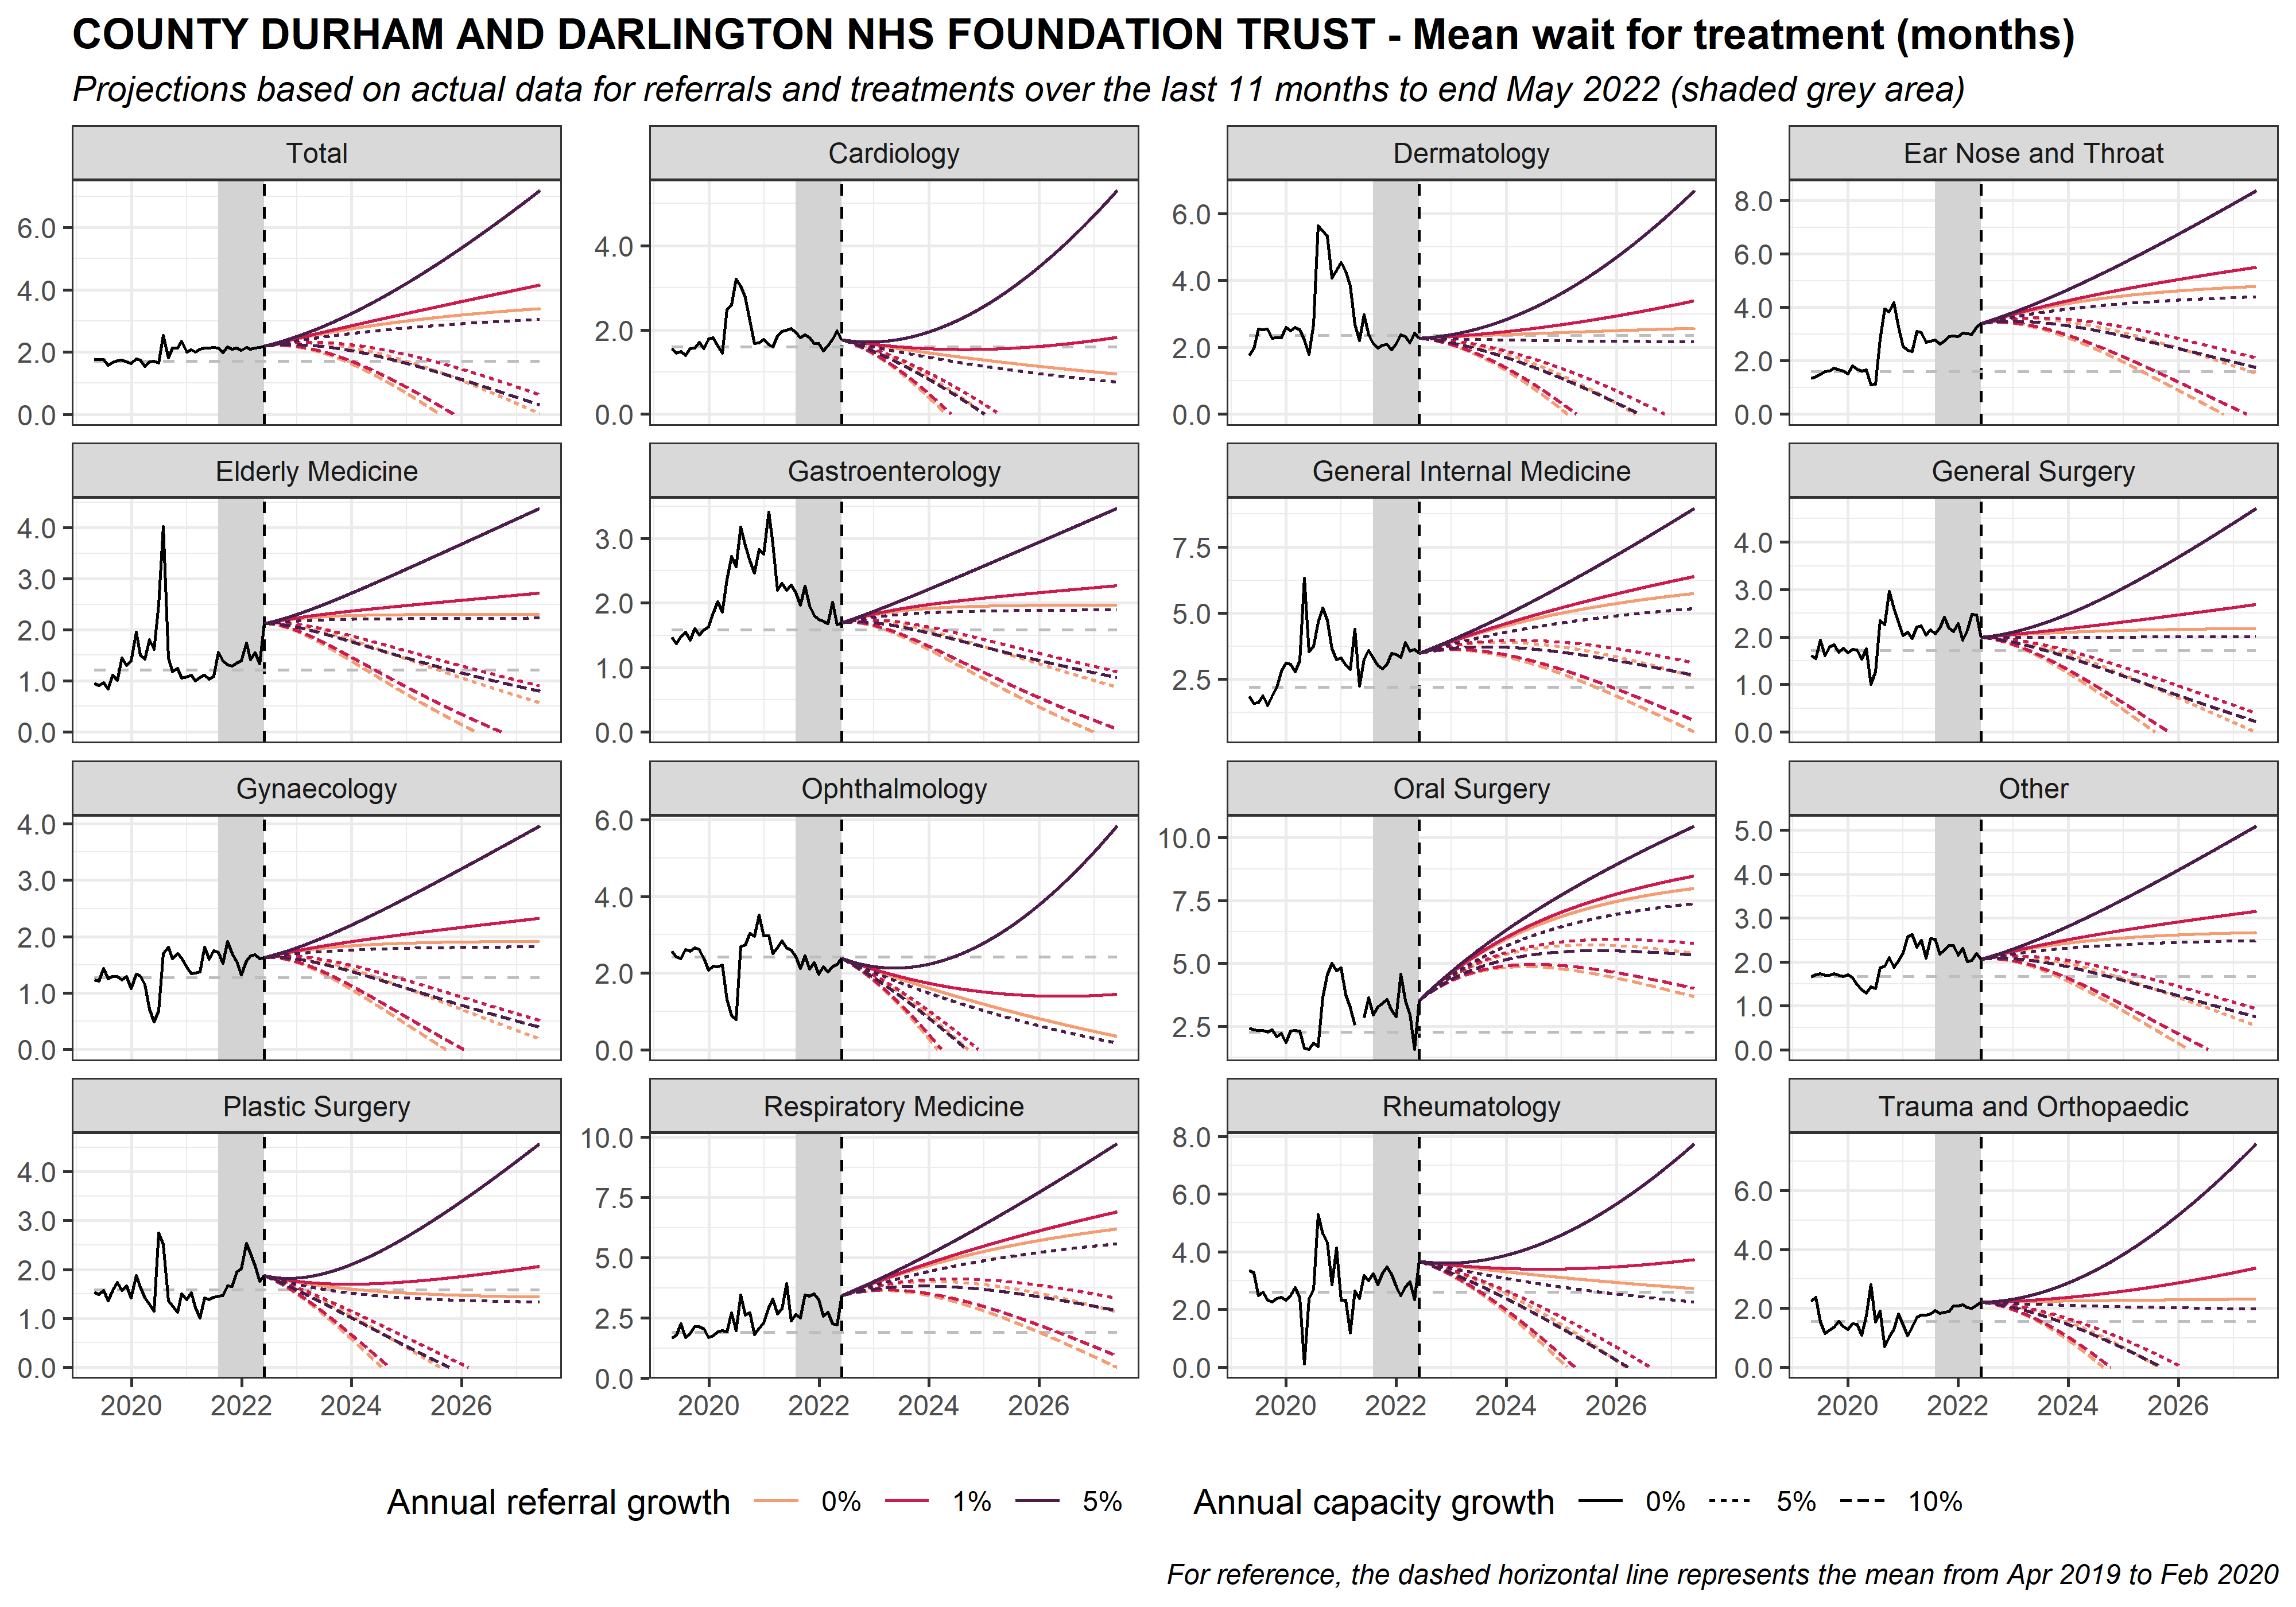 COUNTY DURHAM AND DARLINGTON NHS FOUNDATION TRUST - Mean wait for treatment (months)
Projections based on actual data for referrals and treatments over the last 11 months to end May 2022 (shaded grey area)
Total
Cardiology
Dermatology
Ear Nose and Throat
6.0
4.0
2.0
0.0
4.0
2.0
0.0
6.0
4.0
2.0
0.0
8.0
6.0
4.0
2.0
0.0
Elderly Medicine
Gastroenterology
General Internal Medicine
General Surgery
4.0
3.0
2.0
1.0
0.0
3.0
2.0
1.0
0.0
7.5
5.0
2.5
4.0
3.0
2.0
1.0
0.0
Gynaecology
Ophthalmology
Oral Surgery
Other
4.0
3.0
2.0
1.0
0.0
6.0
4.0
2.0
0.0
10.0
7.5
5.0
2.5
5.0
4.0
3.0
2.0
1.0
0.0
Plastic Surgery
Respiratory Medicine
Rheumatology
Trauma and Orthopaedic
4.0
3.0
2.0
1.0
0.0
10.0
7.5
5.0
2.5
0.0
8.0
6.0
4.0
2.0
0.0
6.0
4.0
2.0
0.0
2020 2022 2024 2026
2020 2022 2024 2026
2020 2022 2024 2026
2020 2022 2024 2026
Annual referral growth 0% 1% 5%
Annual capacity growth 0% 5% 10%
For reference, the dashed horizontal line represents the mean from Apr 2019 to Feb 2020